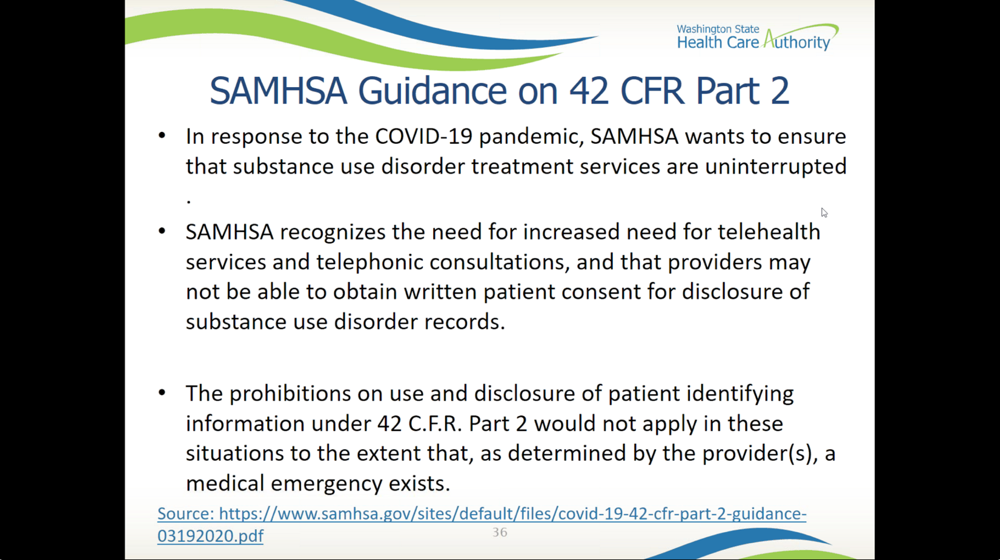 Washington State
Health Care Authority
SAMHSA Guidance on 42 CFR Part 2
• In response to the COVID-19 pandemic, SAMHSA wants to ensure
that substance use disorder treatment services are uninterrupted
.
• SAMHSA recognizes the need for increased need for telehealth
services and telephonic consultations, and that providers may
not be able to obtain written patient consent for disclosure of
substance use disorder records.
• The prohibitions on use and disclosure of patient identifying
information under 42 C.F.R. Part 2 would not apply in these
situations to the extent that, as determined by the provider(s), a
medical emergency exists.
Source: https://www.samhsa.gov/sites/default/files/covid-19-42-cfr-part-2-guidance-
03192020.pdf
36